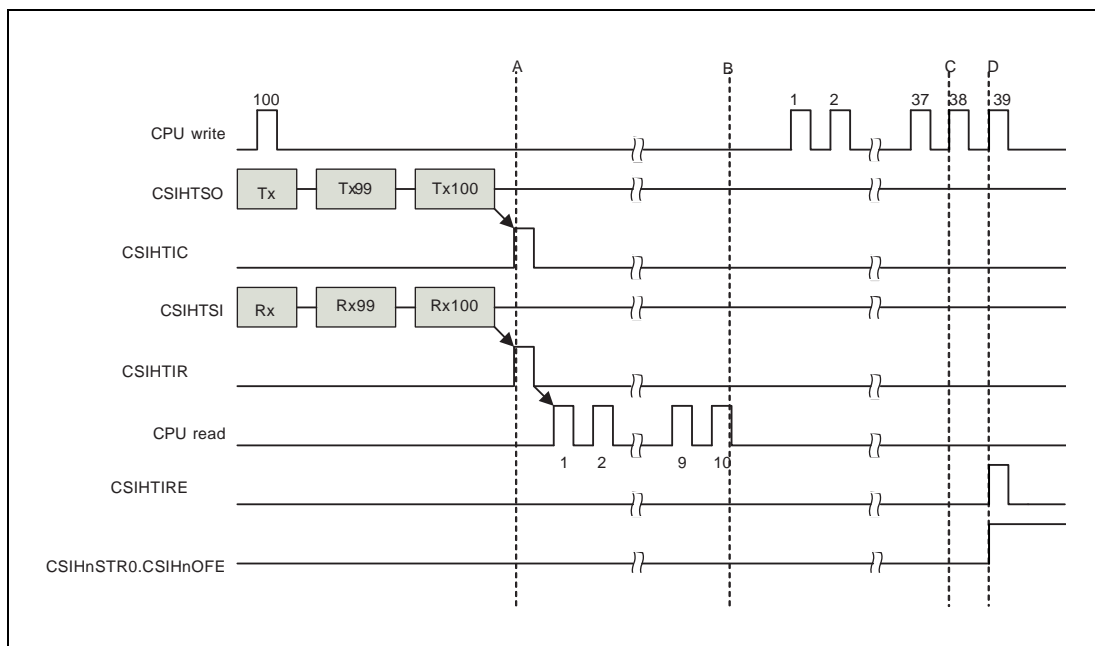 A
B
C D
100
1 2 37 38 39
CPU write
CSIHTSO
Tx Tx99 Tx100
CSIHTIC
CSIHTSI
Rx Rx99 Rx100
CSIHTIR
CPU read
1 2 9 10
CSIHTIRE
CSIHnSTR0.CSIHnOFE